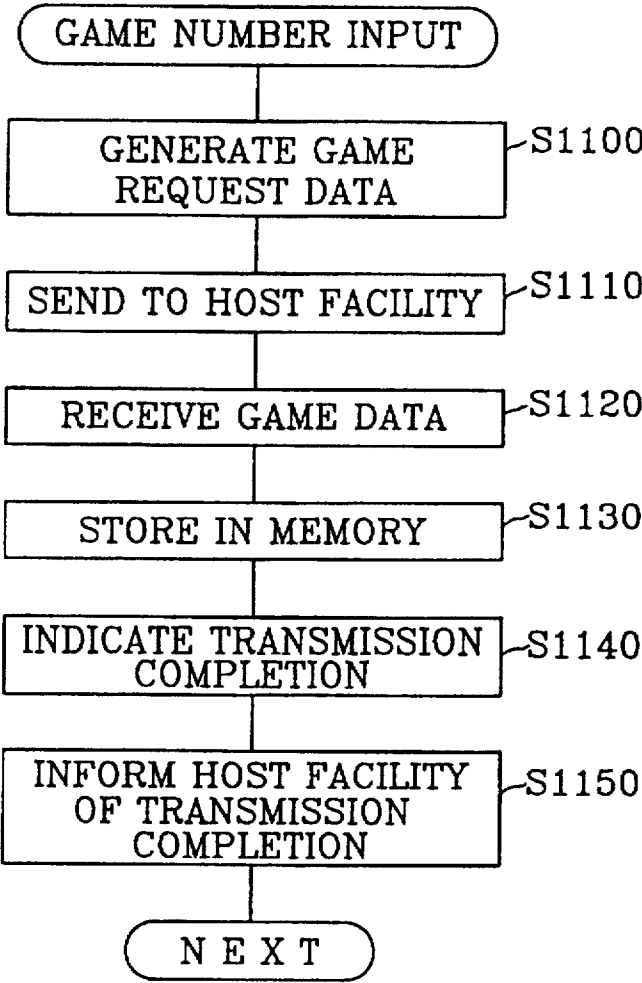 GAME NUMBER INPUT
GENERATE GAME
REQUEST DATA
S1100
SEND TO HOST FACILITY
S1110
RECEIVE GAME DATA
S1120
STORE IN MEMORY
S1130
INDICATE TRANSMISSION
COMPLETION
S1140
INFORM HOST FACILITY
OF TRANSMISSION
COMPLETION
S1150
NEXT